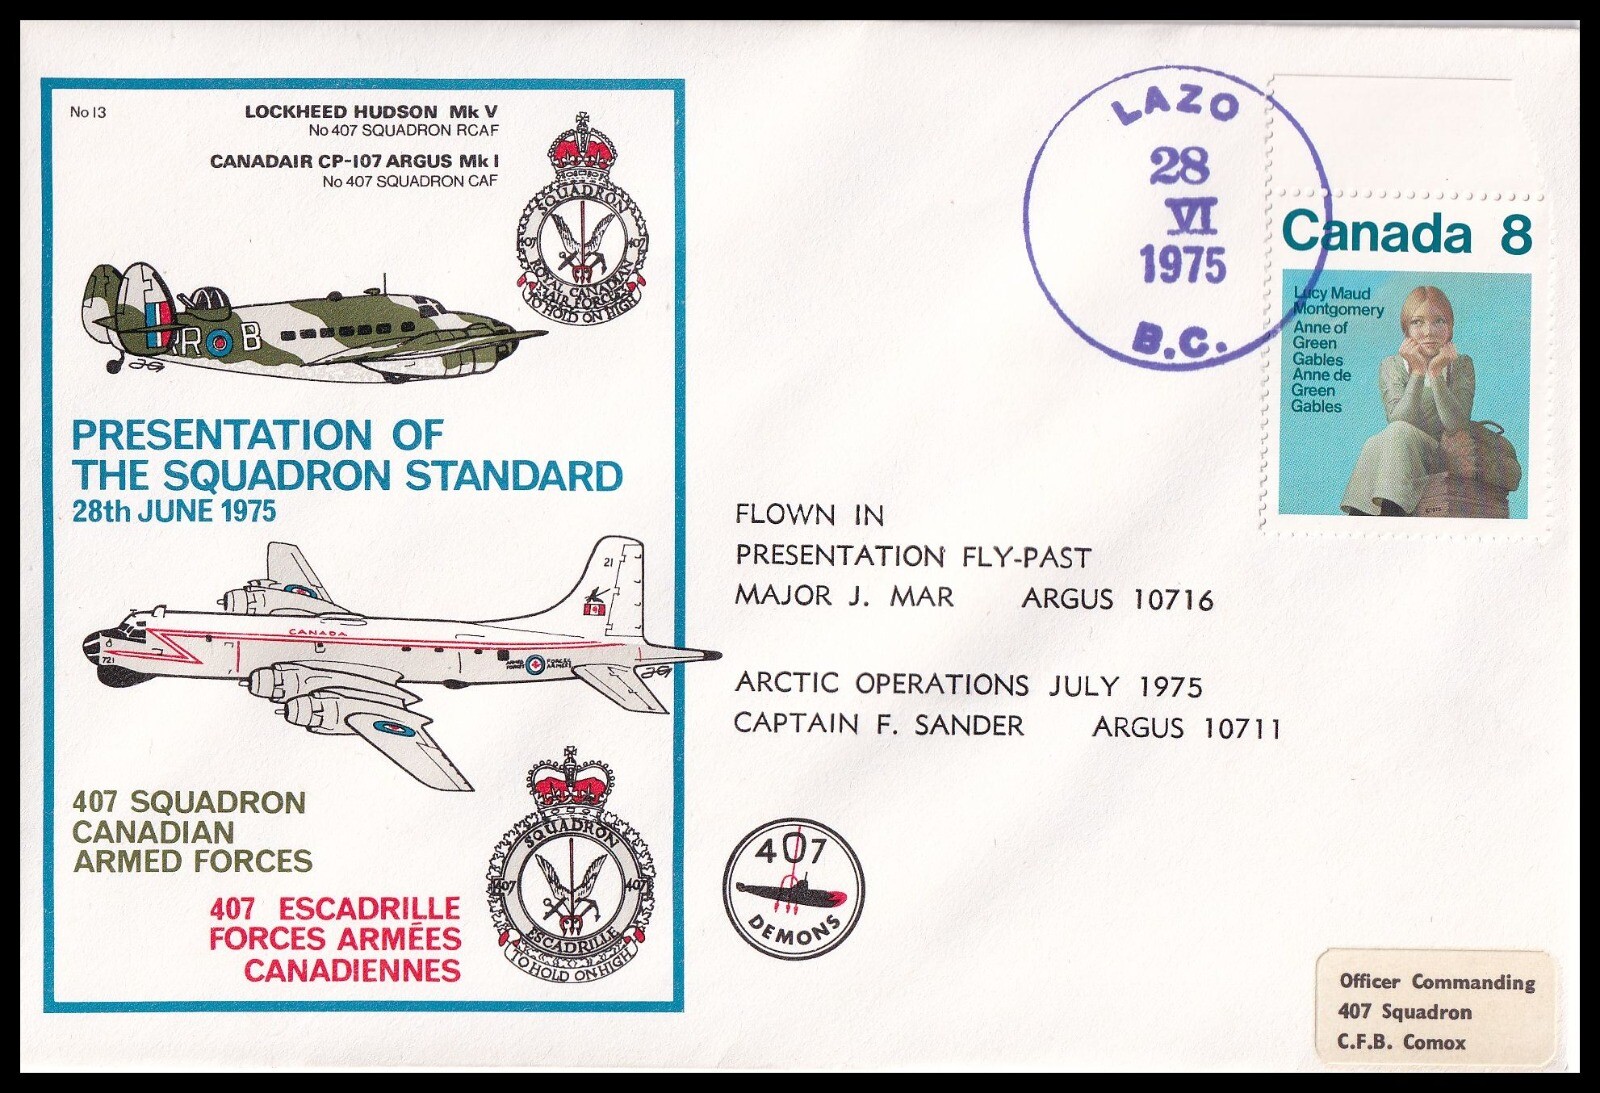 No 13
LOCKHEED HUDSON Mk V
No 407 SQUADRON RCAF
CANADAIR CP-107 ARGUS Mk I
No 407 SQUADRON CAF
SQUADRON
407 407
ROYAL CANADIAN
AIR FORCE
TO HOLD ON HIGH
RR B
PRESENTATION OF
THE SQUADRON STANDARD
28th JUNE 1975
21
CANADA
721
ARMED FORCES
FORCES ARMÉES
407 SQUADRON
CANADIAN
ARMED FORCES
407 ESCADRILLE
FORCES ARMÉES
CANADIENNES
SQUADRON
407 407
ESCADRILLE
TO HOLD ON HIGH
LAZO
28
VI
1975
B.C.
Canada 8
Lucy Maud
Montgomery
Anne of
Green
Gables
Anne de
Green
Gables
FLOWN IN
PRESENTATION FLY-PAST
MAJOR J. MAR ARGUS 10716
ARCTIC OPERATIONS JULY 1975
CAPTAIN F. SANDER ARGUS 10711
407
DEMONS
Officer Commanding
407 Squadron
C.F.B. Comox